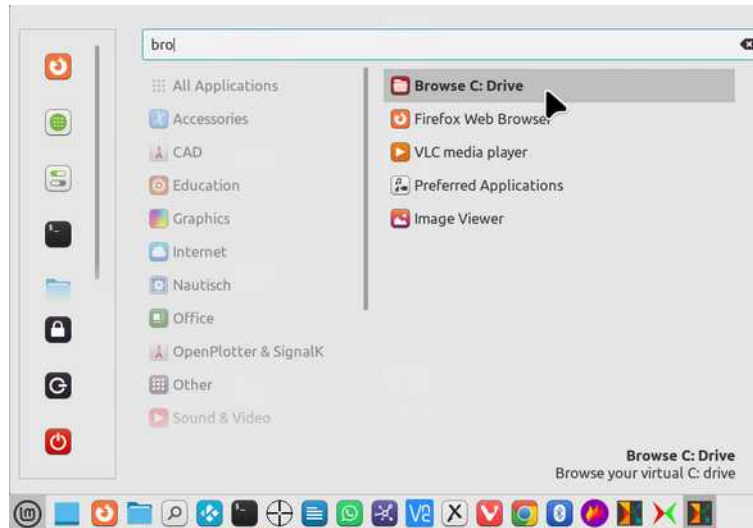 bro
All Applications
Accessories
CAD
Education
Graphics
Internet
Nautisch
Office
OpenPlotter & SignalK
Other
Sound & Video
Browse C: Drive
Firefox Web Browser
VLC media player
Preferred Applications
Image Viewer
Browse C: Drive
Browse your virtual C: drive